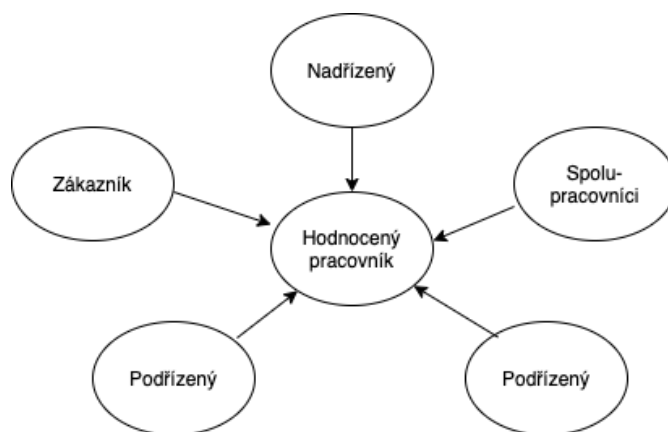 Nadřízený
Zákazník
Spolu-
pracovníci
Hodnocený
pracovník
Podřízený
Podřízený